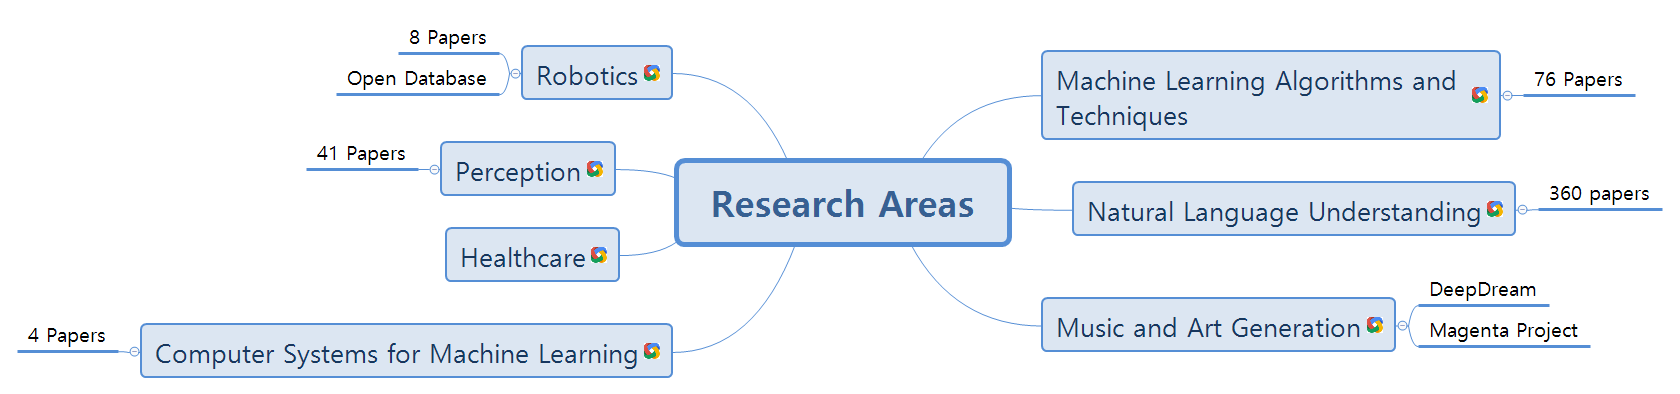 Research Areas
Machine Learning Algorithms and
Techniques
76 Papers
Natural Language Understanding
360 papers
Music and Art Generation
DeepDream
Magenta Project
Robotics
8 Papers
Open Database
Perception
41 Papers
Healthcare
Computer Systems for Machine Learning
4 Papers